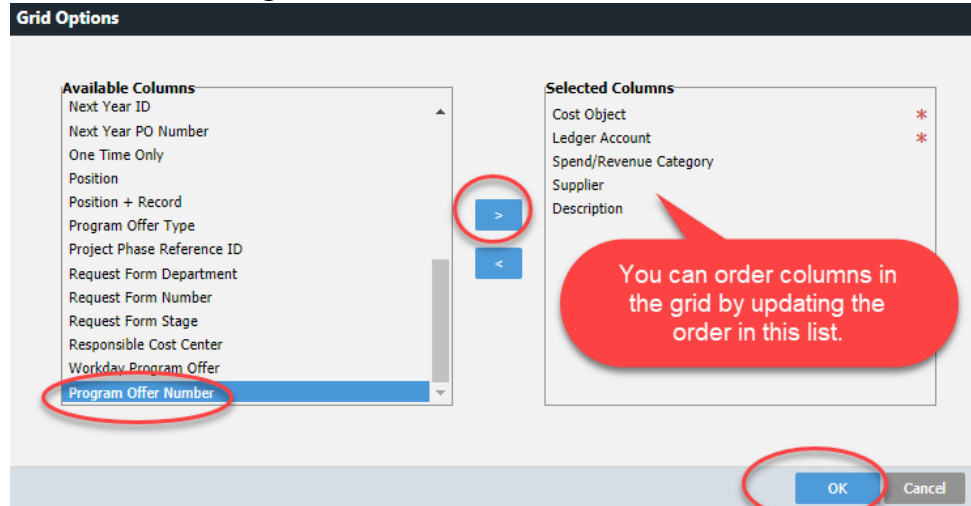 Grid Options
Available Columns
Next Year ID
Next Year PO Number
One Time Only
Position
Position + Record
Program Offer Type
Project Phase Reference ID
Request Form Department
Request Form Number
Request Form Stage
Responsible Cost Center
Workday Program Offer
Program Offer Number
>
<
Selected Columns
Cost Object *
Ledger Account *
Spend/Revenue Category
Supplier
Description
You can order columns in
the grid by updating the
order in this list.
OK
Cancel